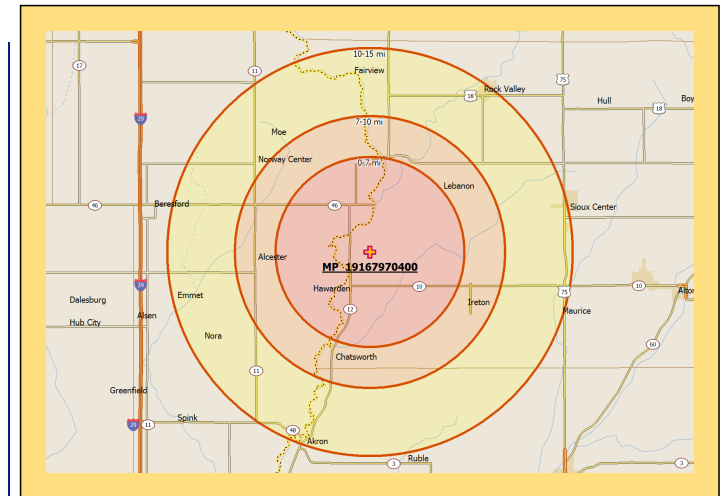 10-15 mi
17
11
Fairview
75
Rock Valley
18
Hull
Boy
18
29
Moe
7-10 mi
Norway Center
0-7 mi
Lebanon
46
Beresford
46
Sioux Center
Alcester
MP 19167970400
Dalesburg
29
Emmet
Hawarden
10
Ireton
75
10
Alton
Hub City
Alsen
12
Maurice
Nora
60
Chatsworth
11
Greenfield
29
11
Spink
48
Akron
3
Ruble
3